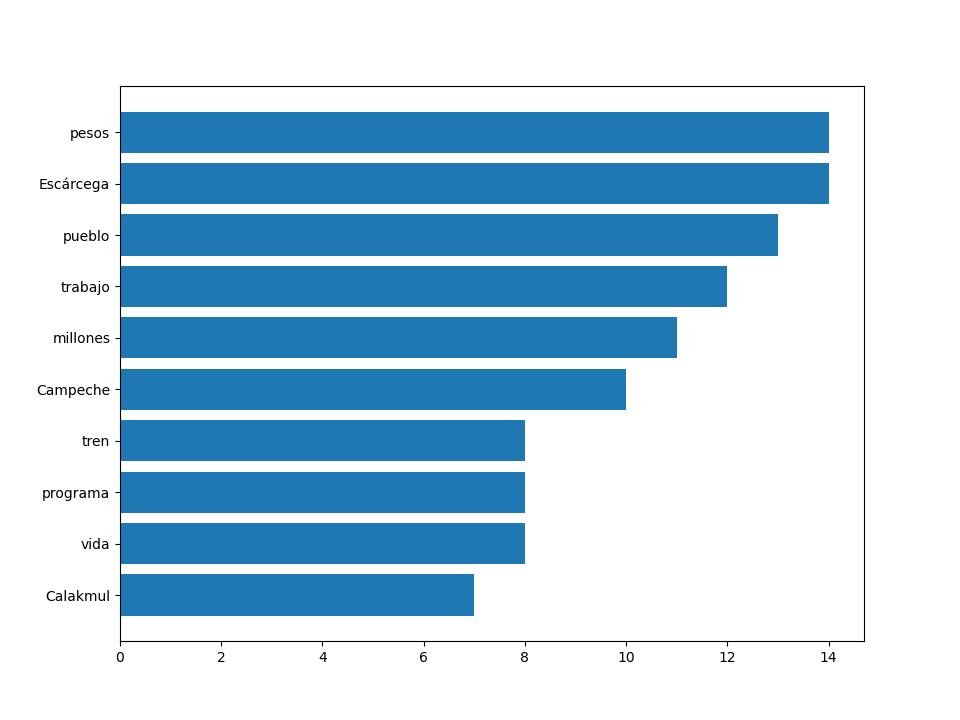 pesos
Escárcega
pueblo
trabajo
millones
Campeche
tren
programa
vida
Calakmul
0 2 4 6 8 10 12 14